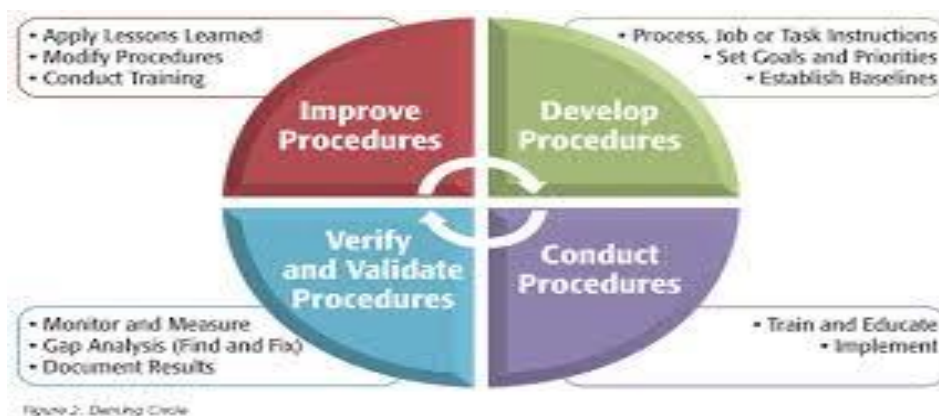 • Apply Lessons Learned
• Modify Procedures
• Conduct Training
• Process, Job or Task Instructions
• Set Goals and Priorities
• Establish Baselines
Improve
Procedures
Develop
Procedures
Verify
and Validate
Procedures
Conduct
Procedures
• Monitor and Measure
• Gap Analysis (Find and Fix)
• Document Results
• Train and Educate
• Implement
Figure 2. Deming Circle